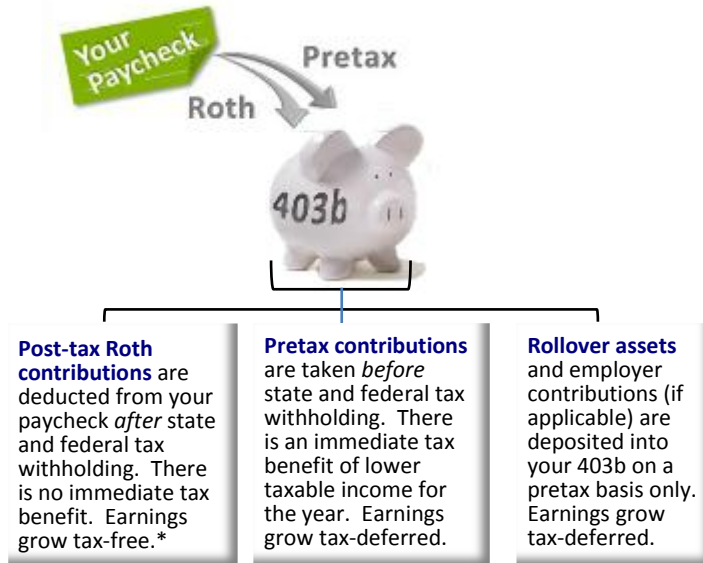 Your
Paycheck
Pretax
Roth
403b
Post-tax Roth
contributions are
deducted from your
paycheck after state
and federal tax
withholding.  There
is no immediate tax
benefit.  Earnings
grow tax-free.*
Pretax contributions
are taken before
state and federal tax
withholding.  There
is an immediate tax
benefit of lower
taxable income for
the year.  Earnings
grow tax-deferred.
Rollover assets
and employer
contributions (if
applicable) are
deposited into
your 403b on a
pretax basis only.
Earnings grow
tax-deferred.